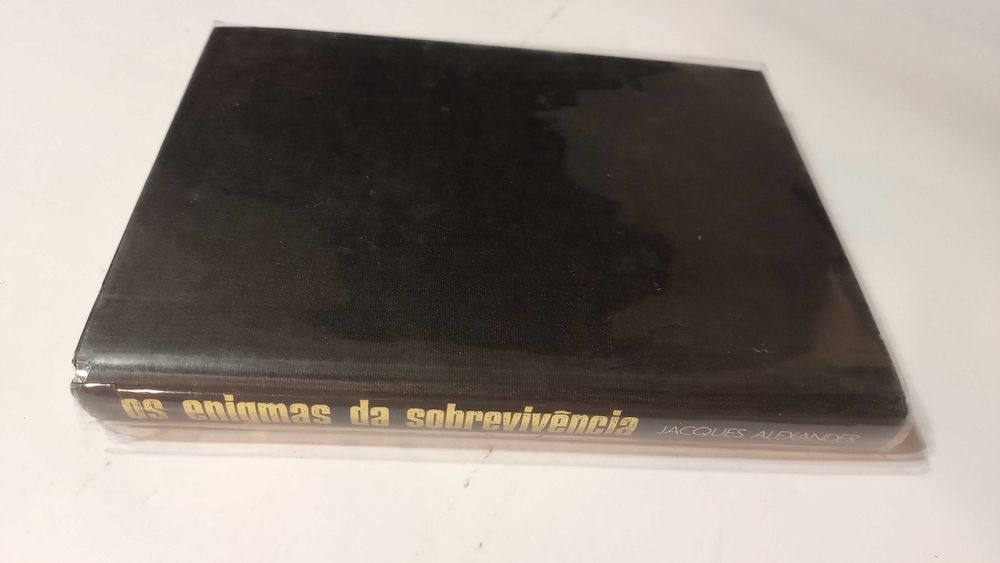 os enigmas da sobrevivência JACQUES ALEXANDER